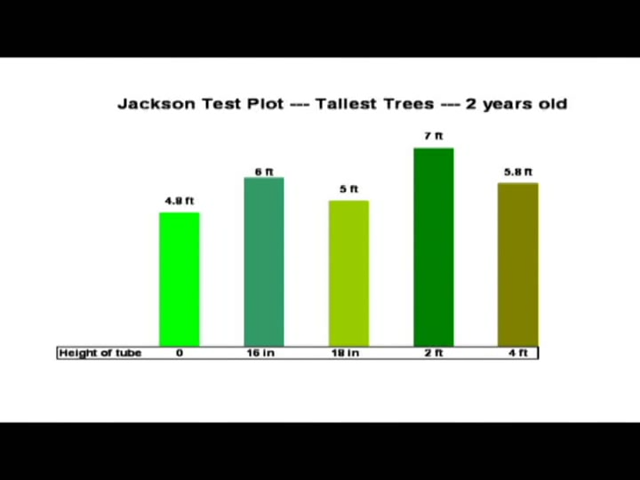 Jackson Test Plot --- Tallest Trees --- 2 years old
7 ft
6 ft
5.8 ft
5 ft
4.8 ft
Height of tube 0 16 in 18 in 2 ft 4 ft